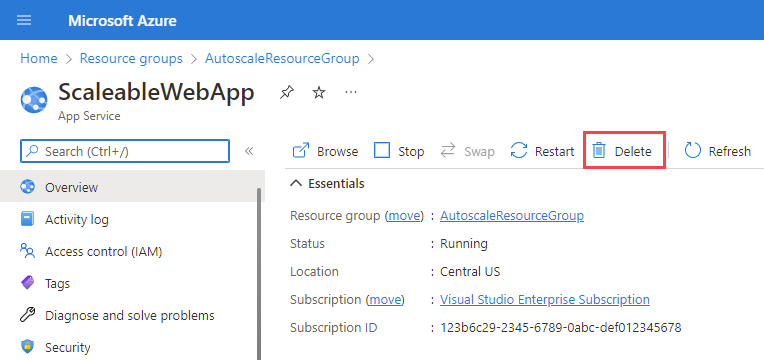 Microsoft Azure
Home > Resource groups > AutoscaleResourceGroup >
ScaleableWebApp ...
App Service
Search (Ctrl+/) «
Browse Stop Swap Restart Delete Refresh
Overview
Activity log
Access control (IAM)
Tags
Diagnose and solve problems
Security
Essentials
Resource group (move) : AutoscaleResourceGroup
Status : Running
Location : Central US
Subscription (move) : Visual Studio Enterprise Subscription
Subscription ID : 123b6c29-2345-6789-0abc-def012345678